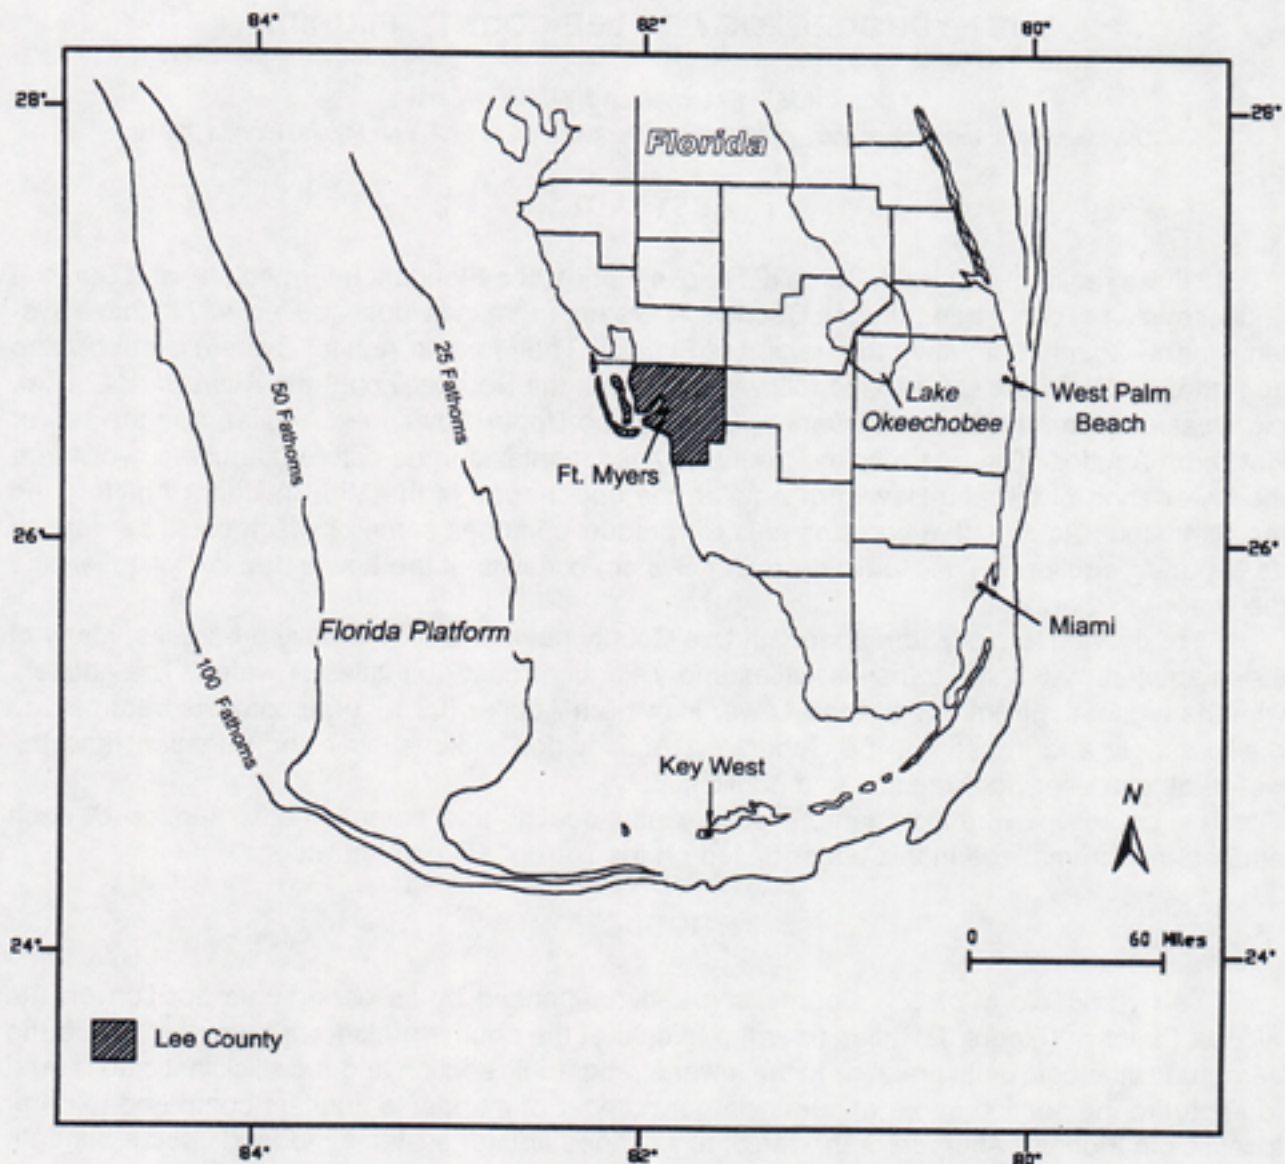 84°
82°
80°
28°
Florida
28°
25 Fathoms
50 Fathoms
Lake
Okeechobee
West Palm
Beach
Ft. Myers
26°
26°
Florida Platform
Miami
100 Fathoms
Key West
N
24°
0 60 Miles
24°
Lee County
84°
82°
80°